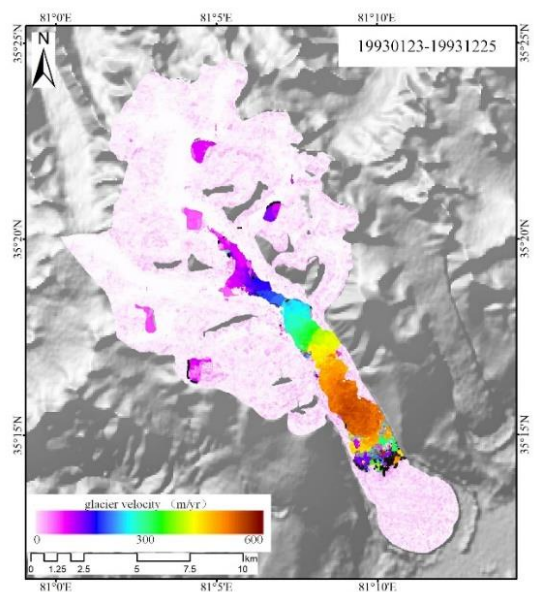 81°0'E 81°5'E 81°10'E
35°25'N 35°25'N
N
19930123-19931225
35°20'N 35°20'N
35°15'N 35°15'N
glacier velocity （m/yr）
0 300 600
km
0 1.25 2.5 5 7.5 10
81°0'E 81°5'E 81°10'E